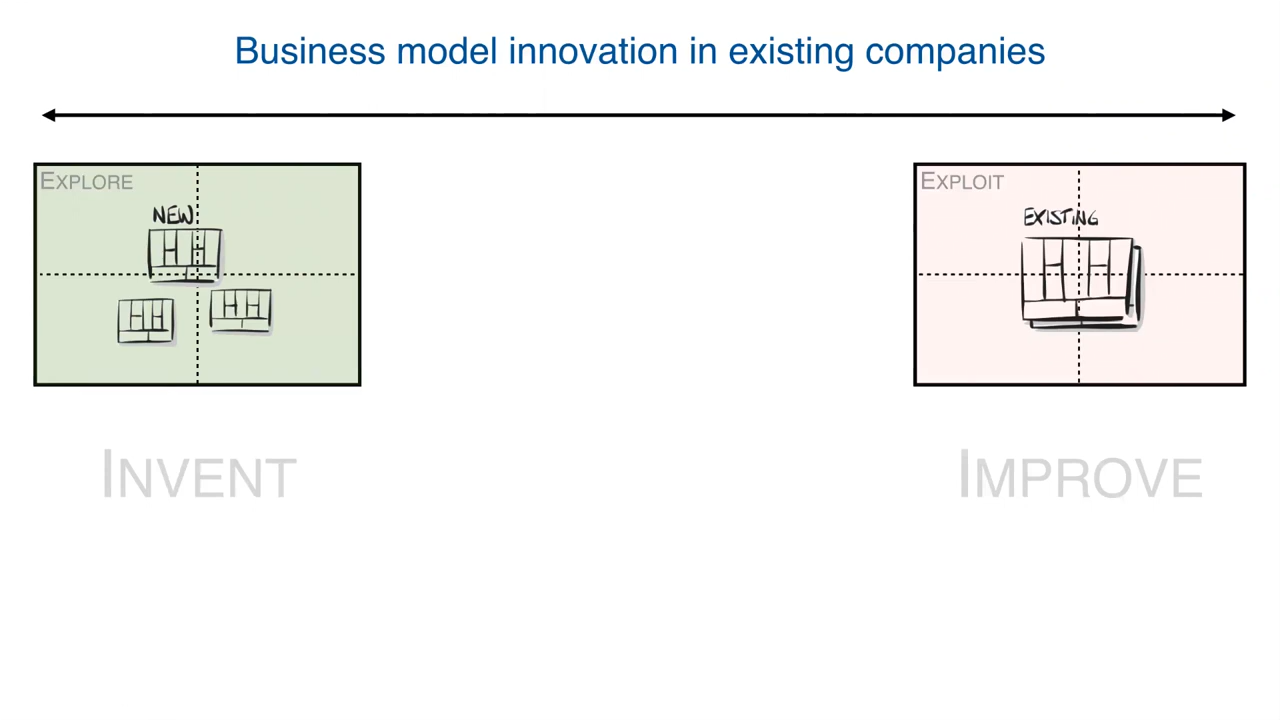 Business model innovation in existing companies
EXPLORE
NEW
EXPLOIT
EXISTING
INVENT
IMPROVE